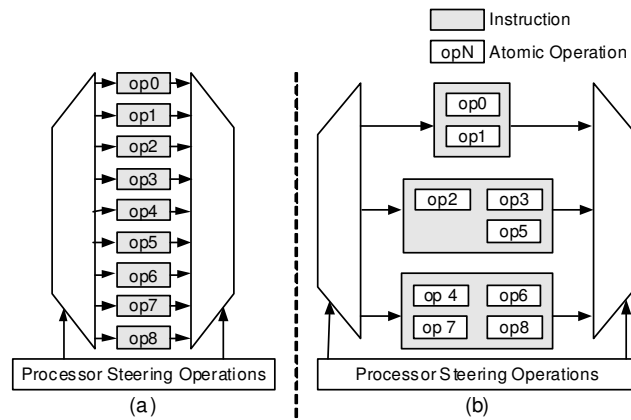 Instruction
opN Atomic Operation
op0
op1
op2
op3
op4
op5
op6
op7
op8
Processor Steering Operations
(a)
op0
op1
op2 op3
op5
op 4 op6
op 7 op8
Processor Steering Operations
(b)